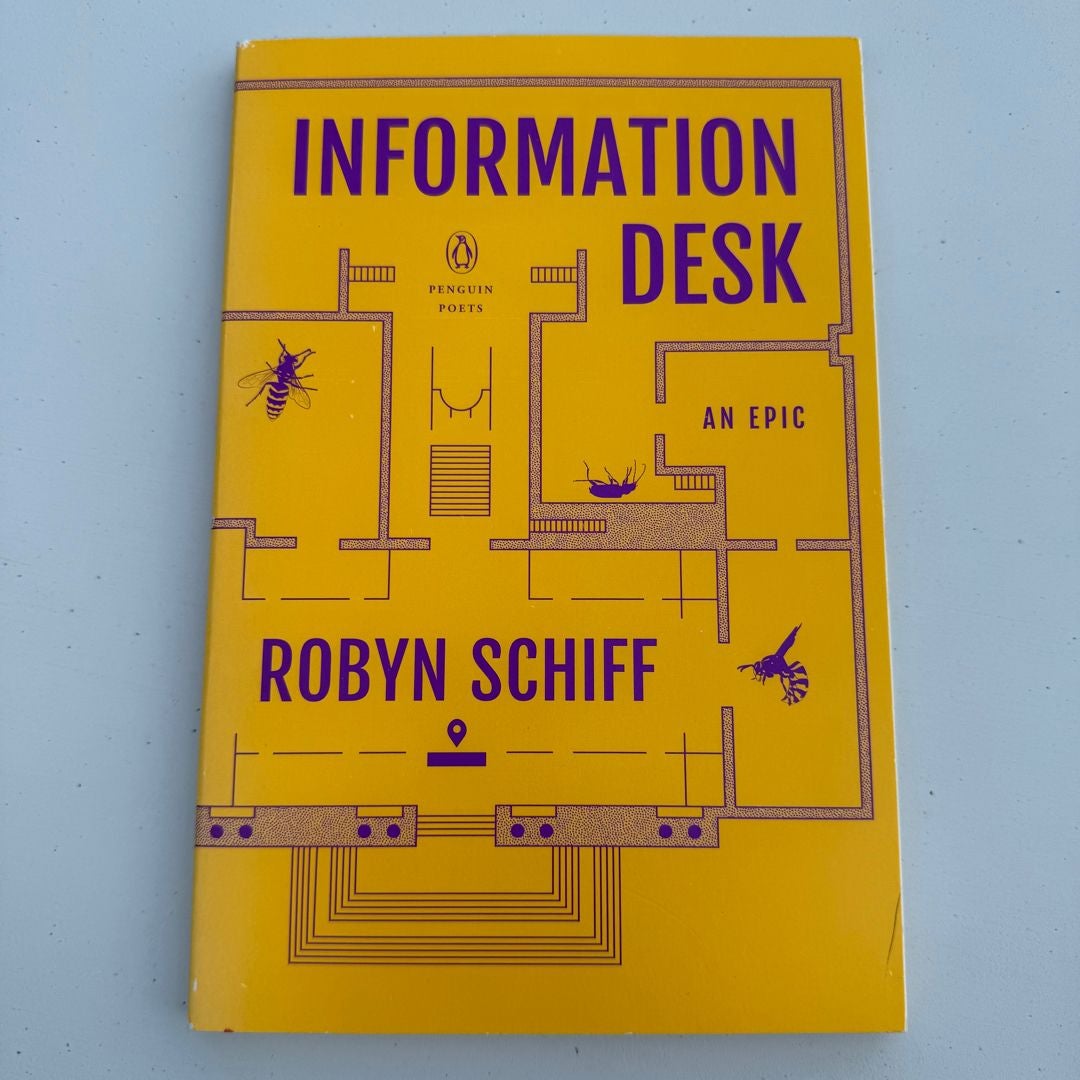 INFORMATION
DESK
PENGUIN
POETS
AN EPIC
ROBYN SCHIFF